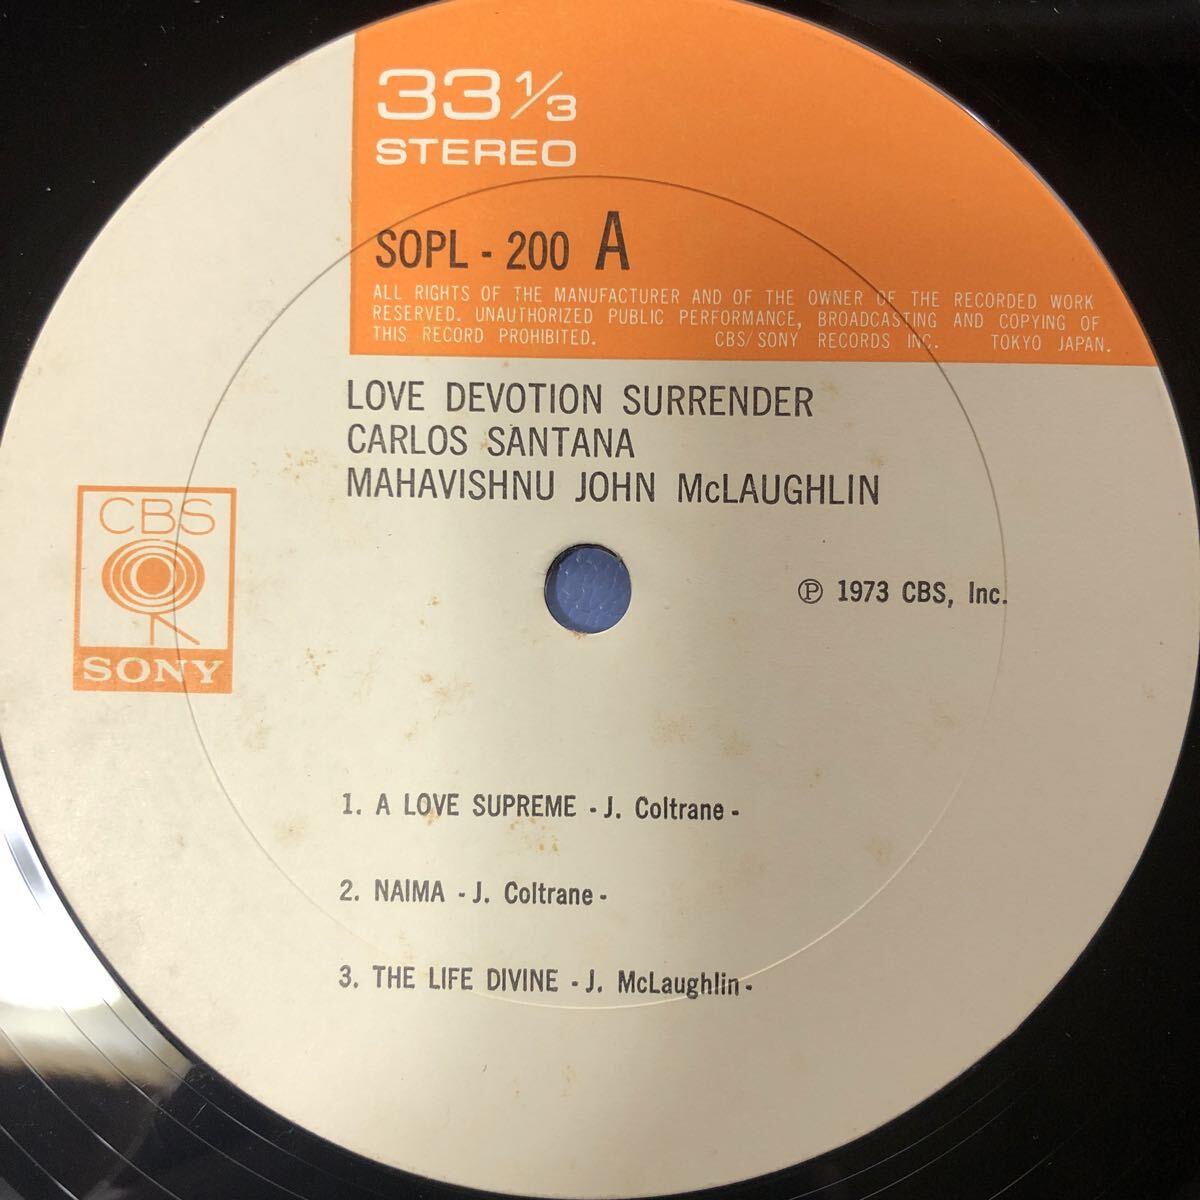 33 1/3
STEREO
SOPL - 200 A
ALL RIGHTS OF THE MANUFACTURER AND OF THE OWNER OF THE RECORDED WORK
RESERVED. UNAUTHORIZED PUBLIC PERFORMANCE, BROADCASTING AND COPYING OF
THIS RECORD PROHIBITED. CBS/SONY RECORDS INC. TOKYO JAPAN.
LOVE DEVOTION SURRENDER
CARLOS SANTANA
MAHAVISHNU JOHN McLAUGHLIN
CBS
SONY
℗ 1973 CBS, Inc.
1. A LOVE SUPREME - J. Coltrane -
2. NAIMA - J. Coltrane -
3. THE LIFE DIVINE - J. McLaughlin -